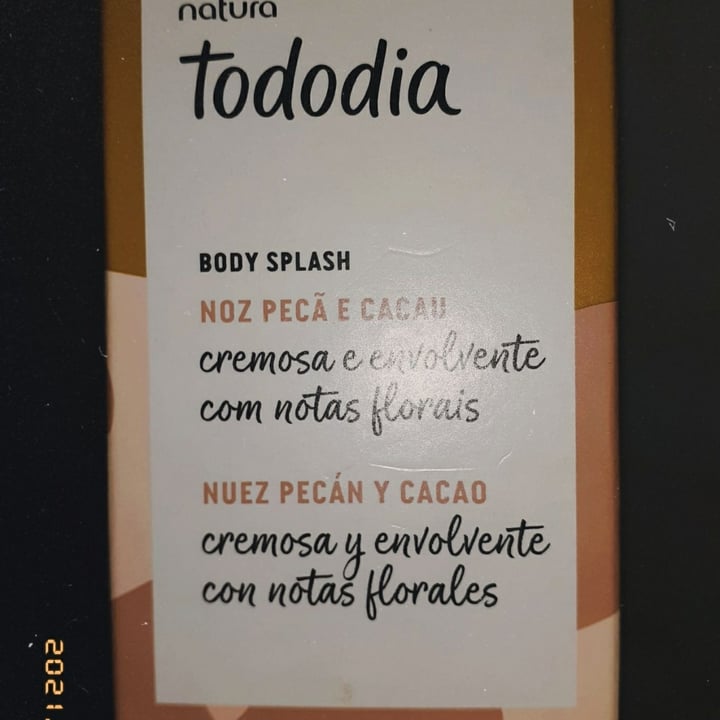 natura
tododia
BODY SPLASH
NOZ PECÃ E CACAU
cremosa e envolvente
com notas florais
NUEZ PECÁN Y CACAO
cremosa y envolvente
con notas florales
2021